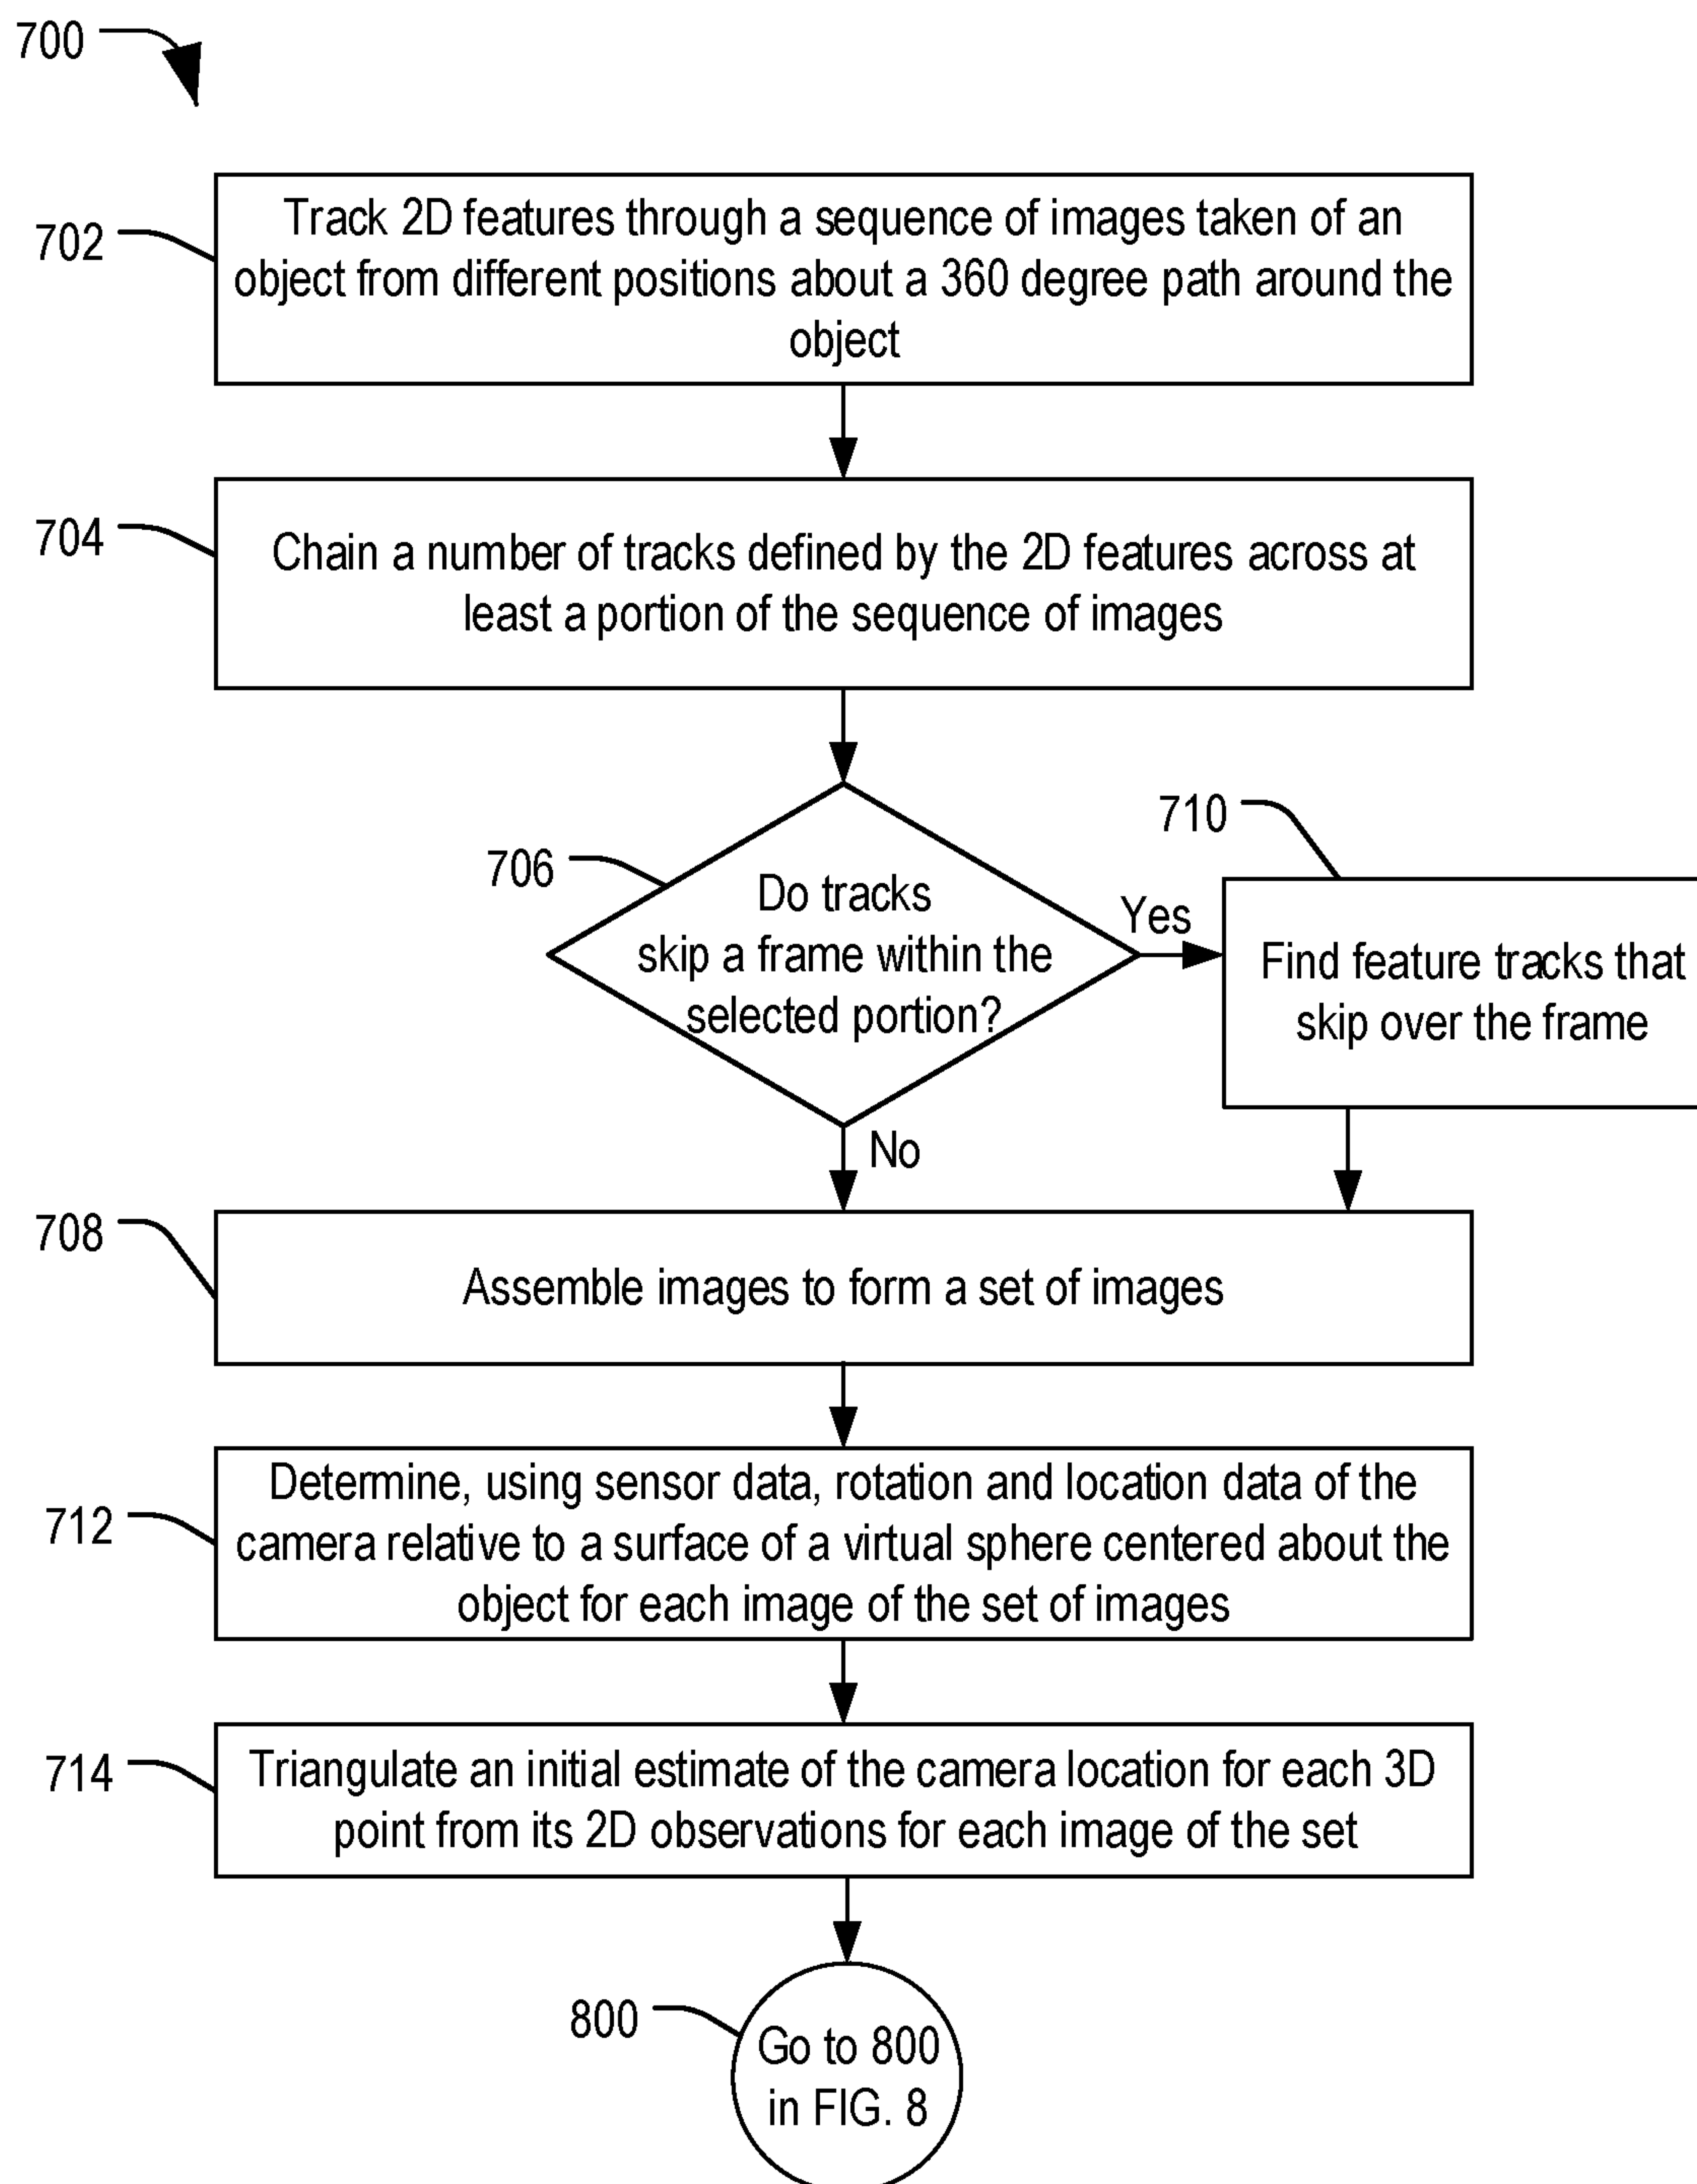 700
702
Track 2D features through a sequence of images taken of an
object from different positions about a 360 degree path around the
object
704
Chain a number of tracks defined by the 2D features across at
least a portion of the sequence of images
706
Do tracks
skip a frame within the
selected portion?
Yes
710
Find feature tracks that
skip over the frame
No
708
Assemble images to form a set of images
712
Determine, using sensor data, rotation and location data of the
camera relative to a surface of a virtual sphere centered about the
object for each image of the set of images
714
Triangulate an initial estimate of the camera location for each 3D
point from its 2D observations for each image of the set
800
Go to 800
in FIG. 8